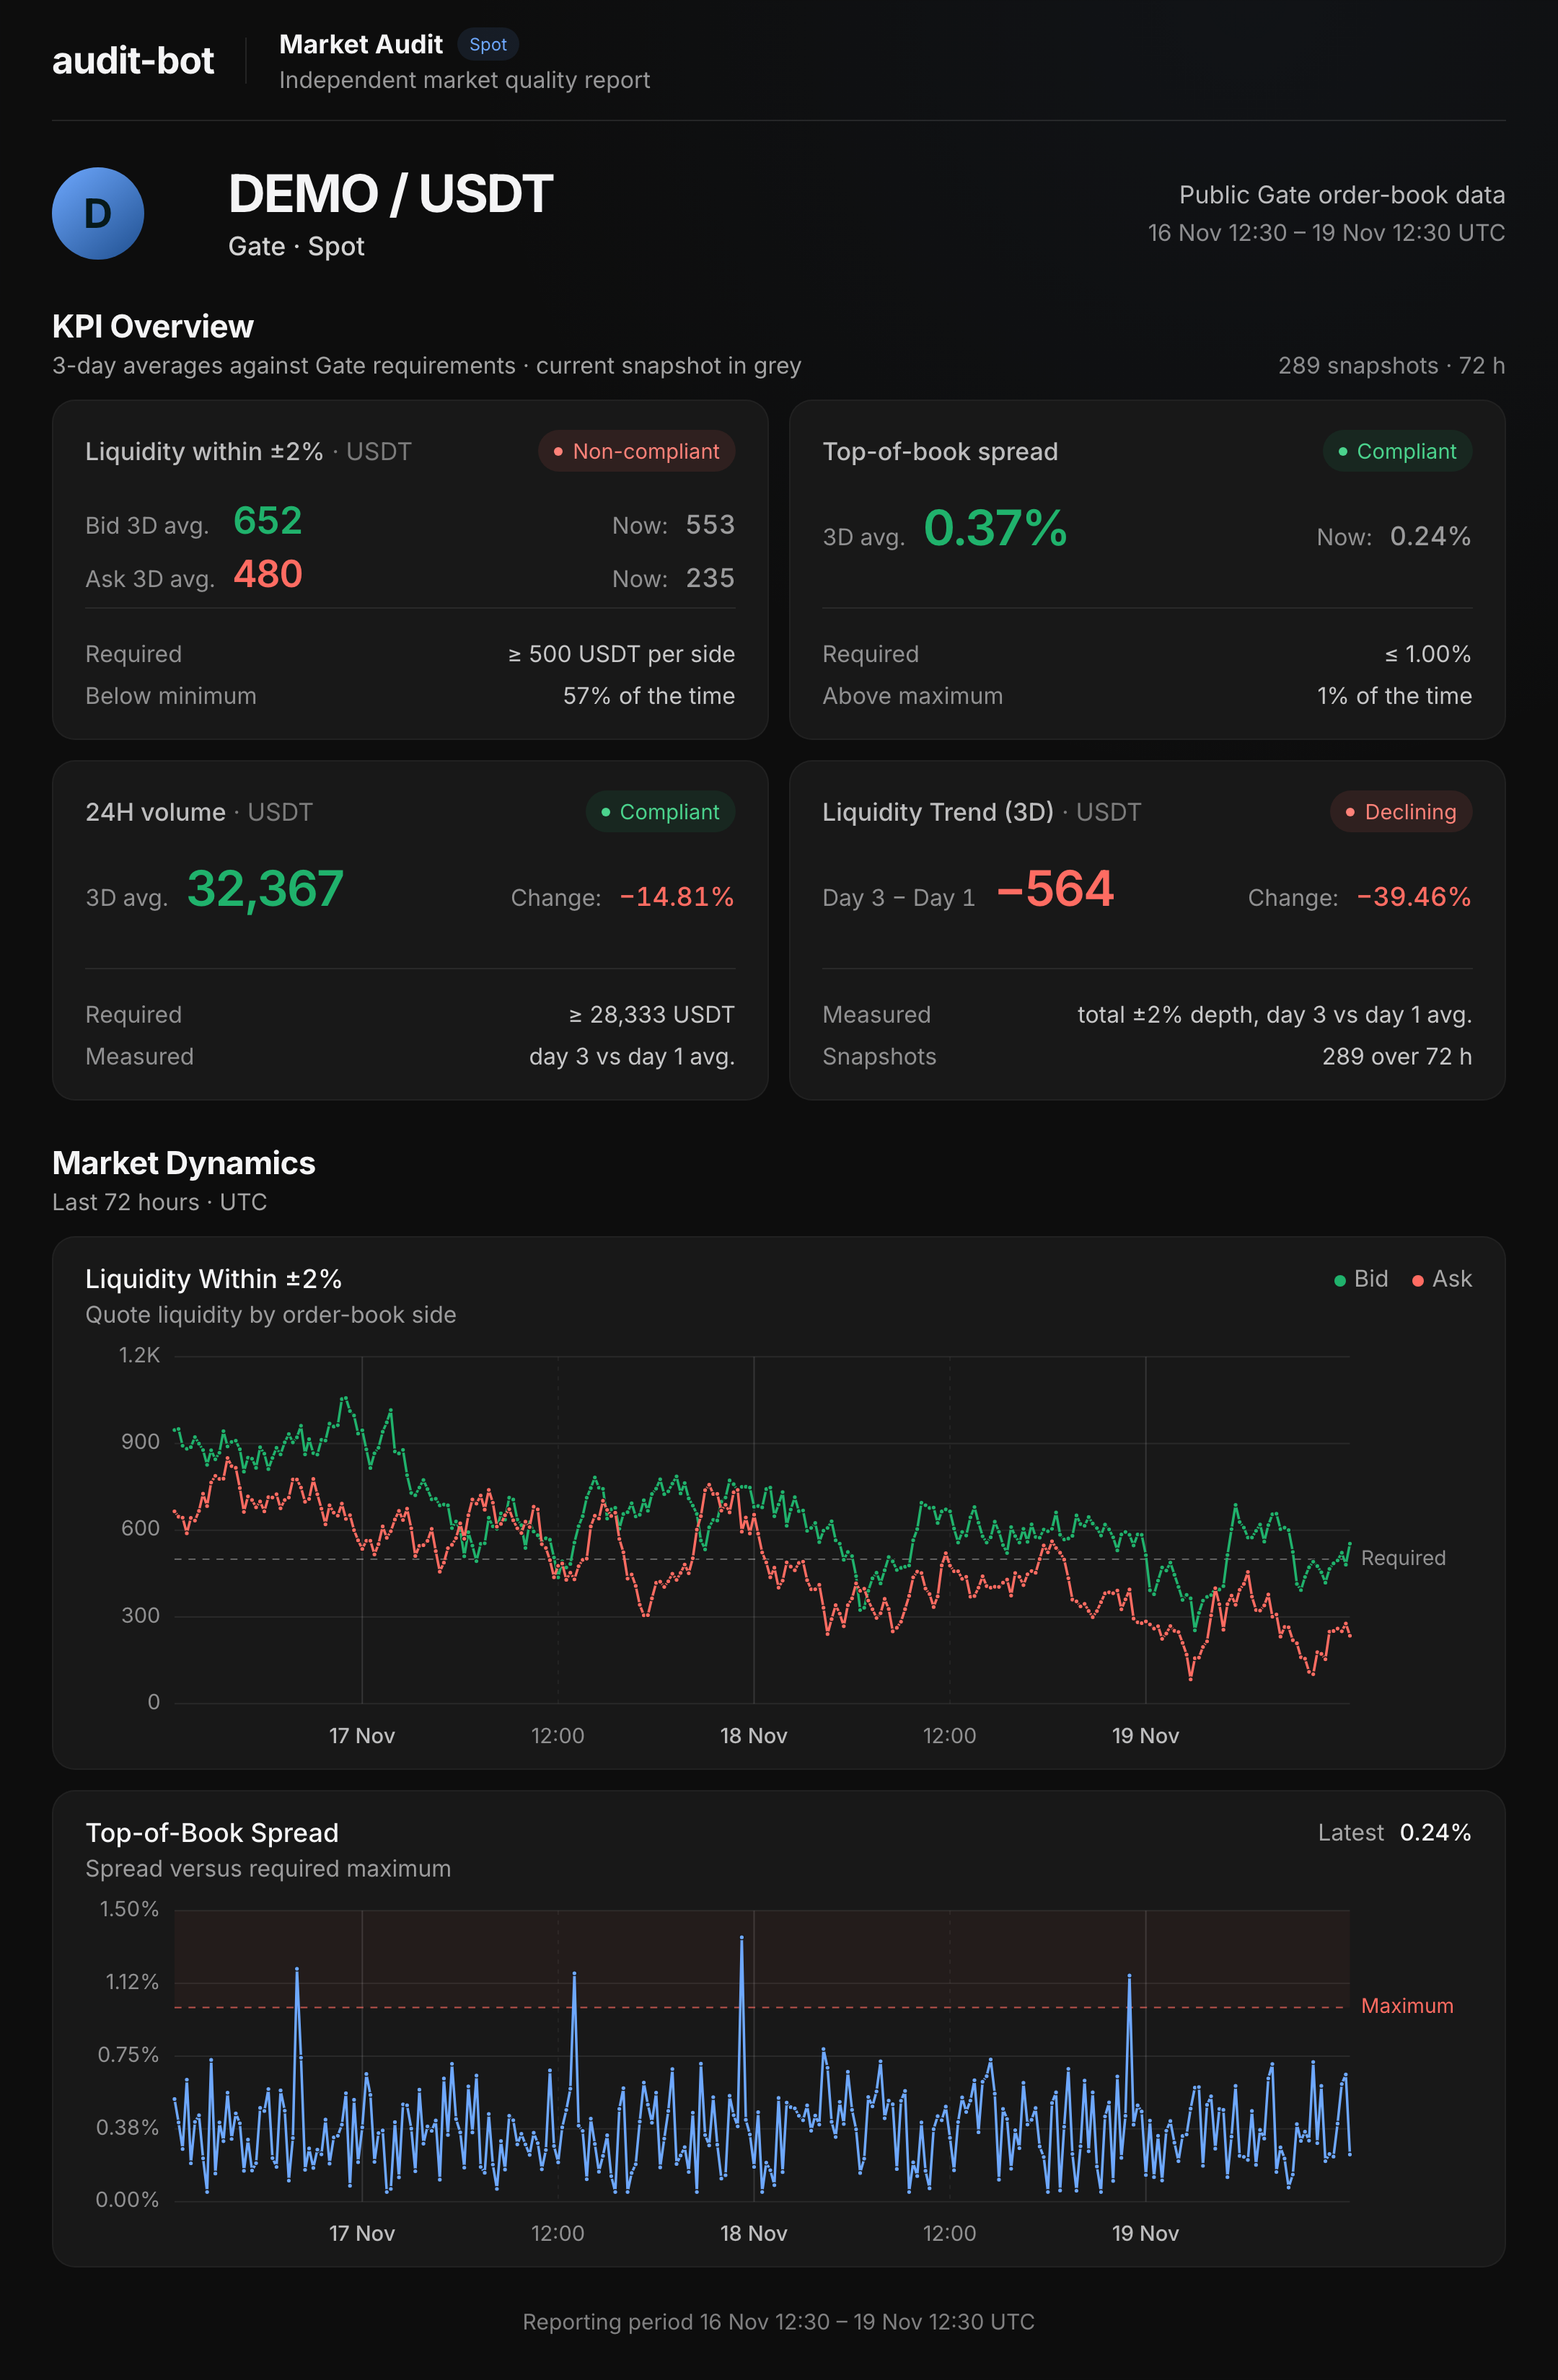 audit-bot
Market Audit Spot
Independent market quality report
D
DEMO / USDT
Gate · Spot
Public Gate order-book data
16 Nov 12:30 – 19 Nov 12:30 UTC
KPI Overview
3-day averages against Gate requirements · current snapshot in grey
289 snapshots · 72 h
Liquidity within ±2% · USDT
Non-compliant
Bid 3D avg. 652 Now: 553
Ask 3D avg. 480 Now: 235
Required ≥ 500 USDT per side
Below minimum 57% of the time
Top-of-book spread
Compliant
3D avg. 0.37% Now: 0.24%
Required ≤ 1.00%
Above maximum 1% of the time
24H volume · USDT
Compliant
3D avg. 32,367 Change: −14.81%
Required ≥ 28,333 USDT
Measured day 3 vs day 1 avg.
Liquidity Trend (3D) · USDT
Declining
Day 3 − Day 1 −564 Change: −39.46%
Measured total ±2% depth, day 3 vs day 1 avg.
Snapshots 289 over 72 h
Market Dynamics
Last 72 hours · UTC
Liquidity Within ±2%
Bid Ask
Quote liquidity by order-book side
1.2K
900
600
Required
300
0
17 Nov 12:00 18 Nov 12:00 19 Nov
Top-of-Book Spread
Latest 0.24%
Spread versus required maximum
1.50%
1.12%
Maximum
0.75%
0.38%
0.00%
17 Nov 12:00 18 Nov 12:00 19 Nov
Reporting period 16 Nov 12:30 – 19 Nov 12:30 UTC